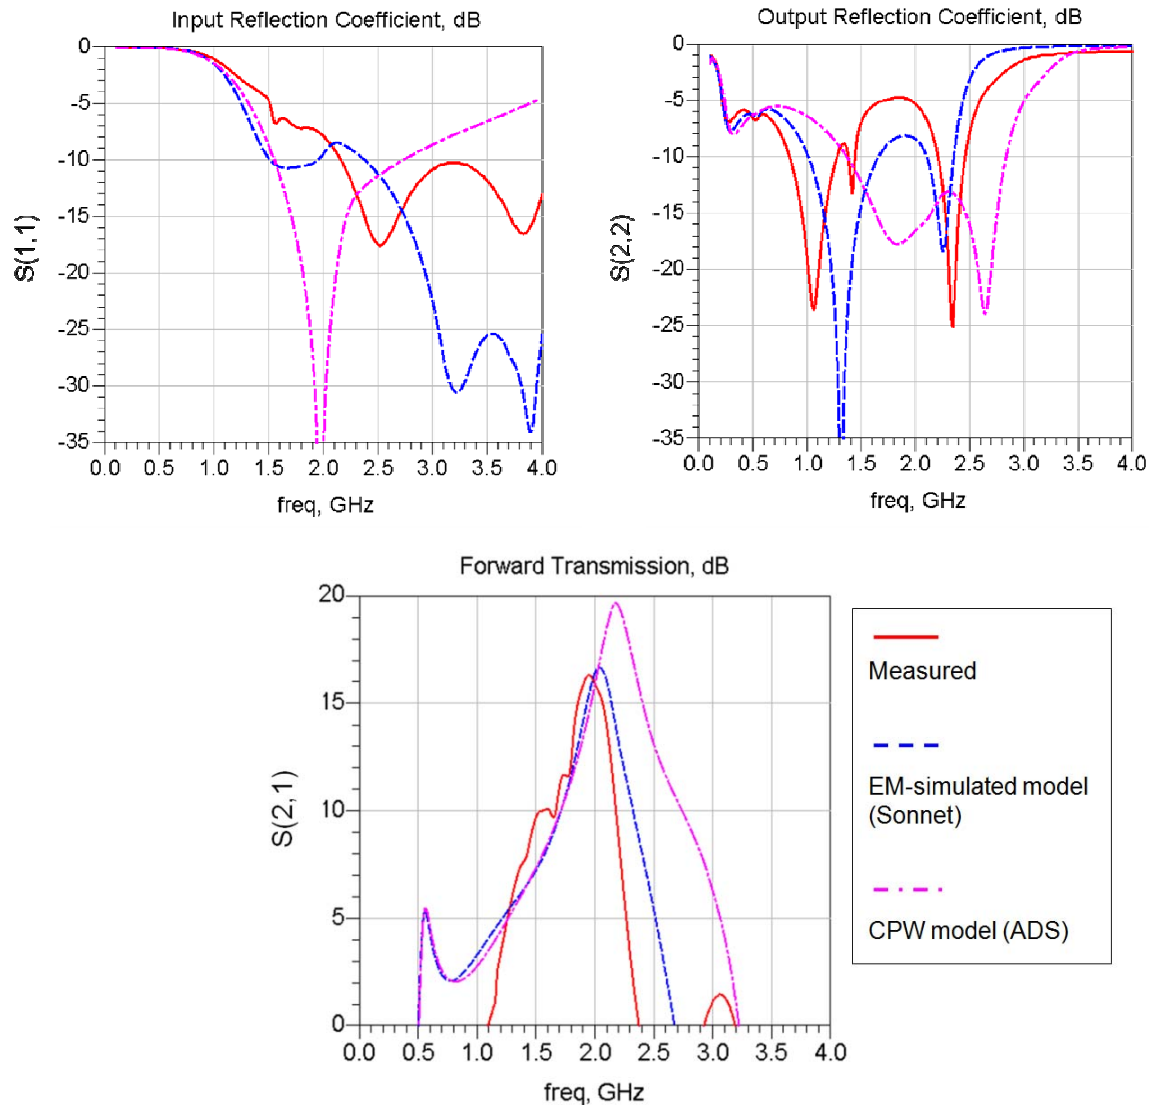 Input Reflection Coefficient, dB
0
-5
-10
-15
-20
-25
-30
-35
S(1,1)
0.0 0.5 1.0 1.5 2.0 2.5 3.0 3.5 4.0
freq, GHz
Output Reflection Coefficient, dB
0
-5
-10
-15
-20
-25
-30
-35
S(2,2)
0.0 0.5 1.0 1.5 2.0 2.5 3.0 3.5 4.0
freq, GHz
Forward Transmission, dB
20
15
10
5
0
S(2,1)
0.0 0.5 1.0 1.5 2.0 2.5 3.0 3.5 4.0
freq, GHz
Measured
EM-simulated model
(Sonnet)
CPW model (ADS)